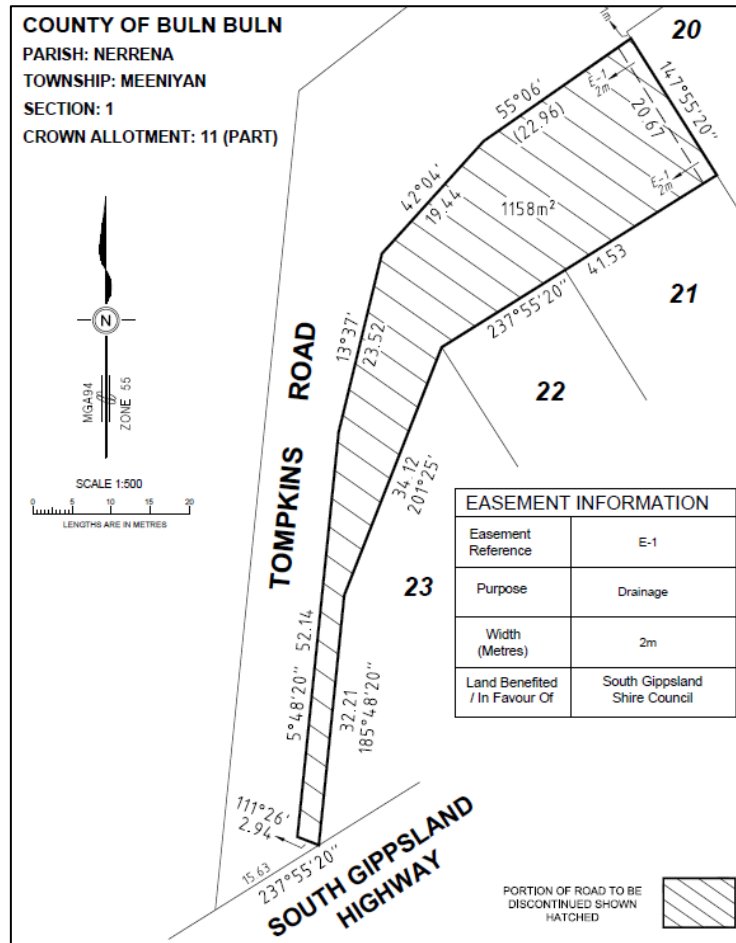 COUNTY OF BULN BULN
PARISH: NERRENA
TOWNSHIP: MEENIYAN
SECTION: 1
CROWN ALLOTMENT: 11 (PART)
1m
20
E-1
2m
147°55'20"
20.67
55°06'
(22.96)
E-1
2m
42°04'
19.44
1158m²
237°55'20"
41.53
21
N
MGA94
ZONE 55
13°37'
23.52
22
SCALE 1:500
0 5 10 15 20
LENGTHS ARE IN METRES
TOMPKINS ROAD
34.12
201°25'
23
EASEMENT INFORMATION
Easement
Reference
E-1
Purpose
Drainage
Width
(Metres)
2m
Land Benefited
/ In Favour Of
South Gippsland
Shire Council
5°48'20" 52.14
32.21
185°48'20"
111°26'
2.94
15.63
237°55'20"
SOUTH GIPPSLAND
HIGHWAY
PORTION OF ROAD TO BE
DISCONTINUED SHOWN
HATCHED